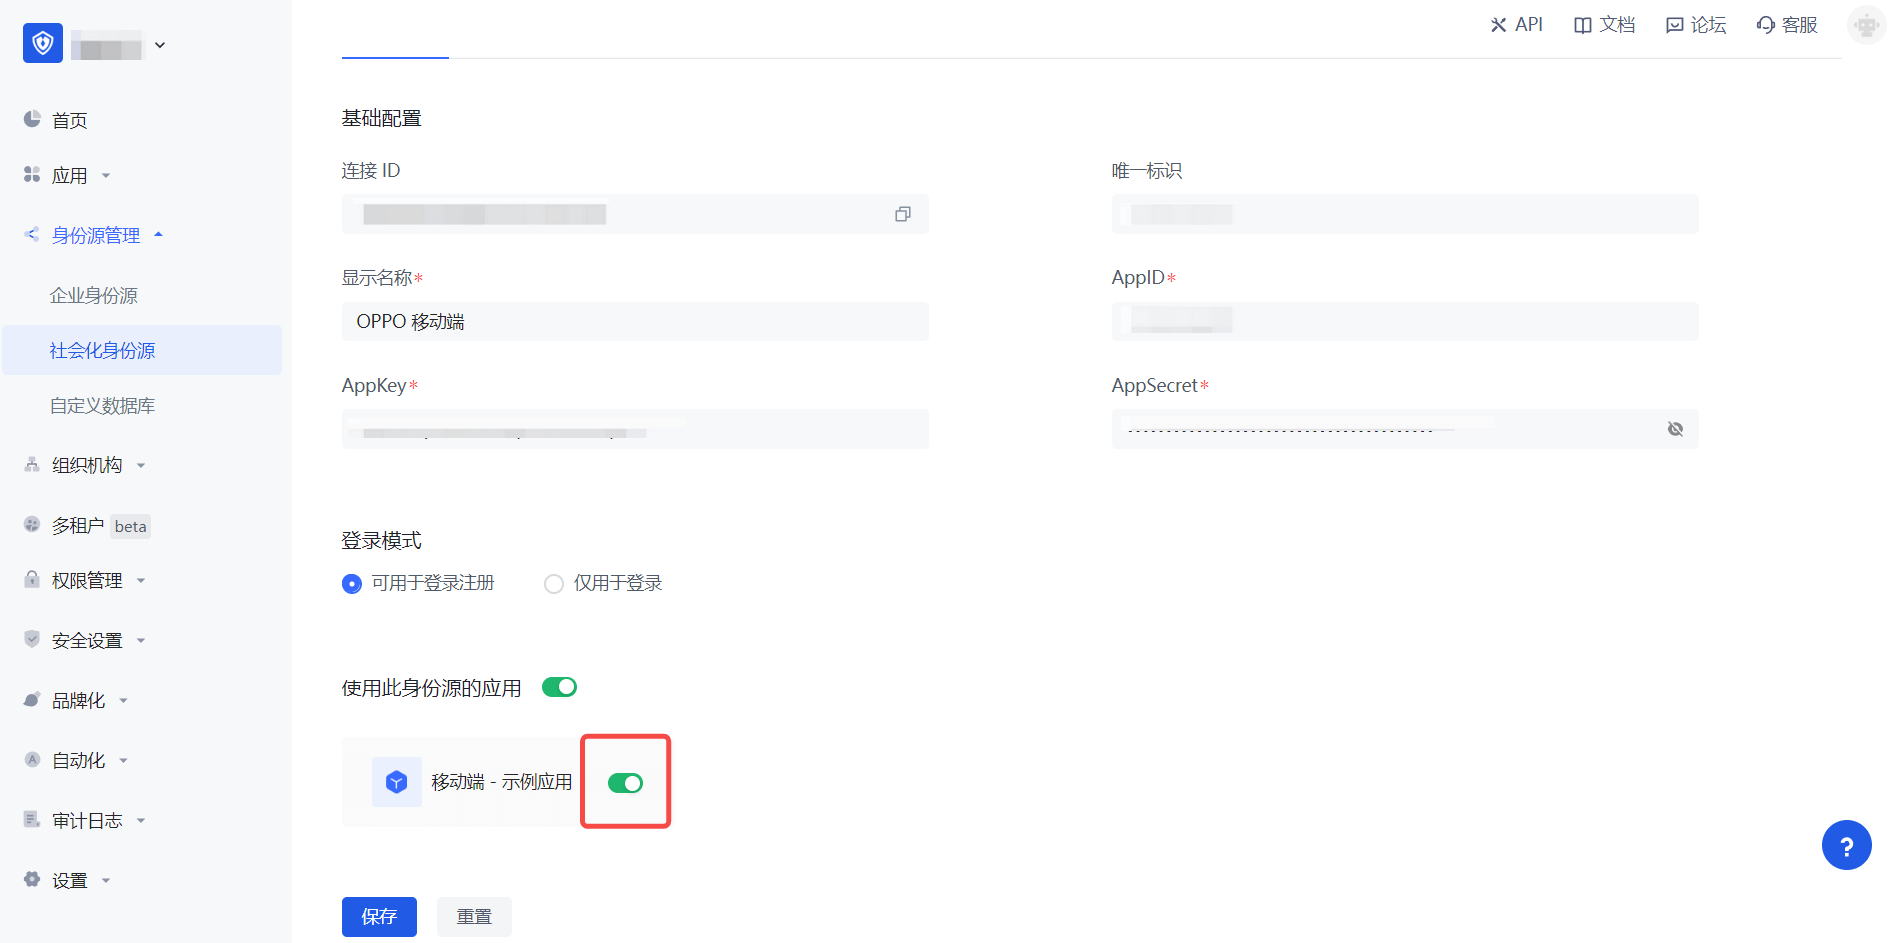 API
文档
论坛
客服
首页
应用
身份源管理
企业身份源
社会化身份源
自定义数据库
组织机构
多租户 beta
权限管理
安全设置
品牌化
自动化
审计日志
设置
基础配置
连接 ID
唯一标识
显示名称*
OPPO 移动端
AppID*
AppKey*
AppSecret*
登录模式
可用于登录注册
仅用于登录
使用此身份源的应用
移动端 - 示例应用
保存
重置
?